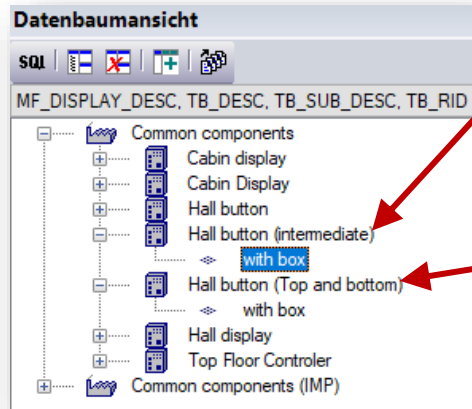 Datenbaumansicht
SQL
MF_DISPLAY_DESC, TB_DESC, TB_SUB_DESC, TB_RID
Common components
Cabin display
Cabin Display
Hall button
Hall button (intermediate)
with box
Hall button (Top and bottom)
with box
Hall display
Top Floor Controler
Common components (IMP)